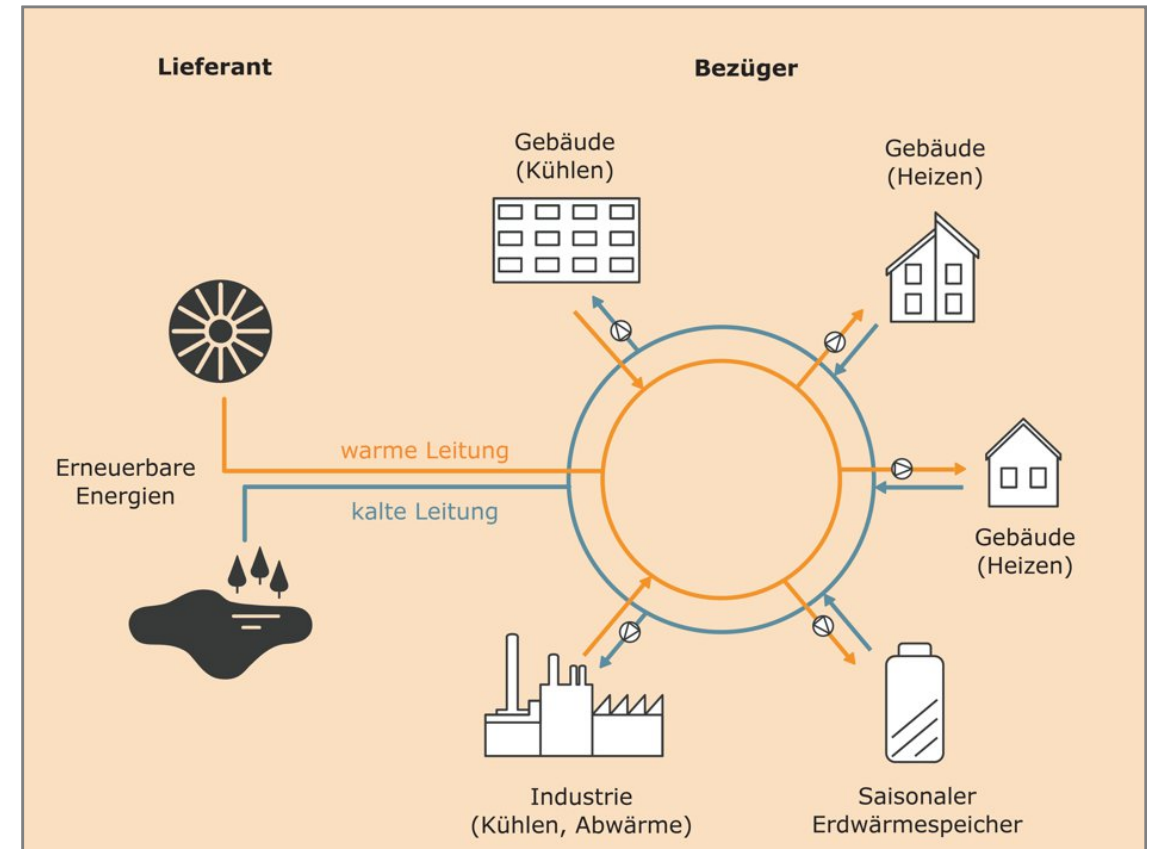 Lieferant
Bezüger
Gebäude
(Kühlen)
Gebäude
(Heizen)
warme Leitung
kalte Leitung
Erneuerbare
Energien
Gebäude
(Heizen)
Industrie
(Kühlen, Abwärme)
Saisonaler
Erdwärmespeicher